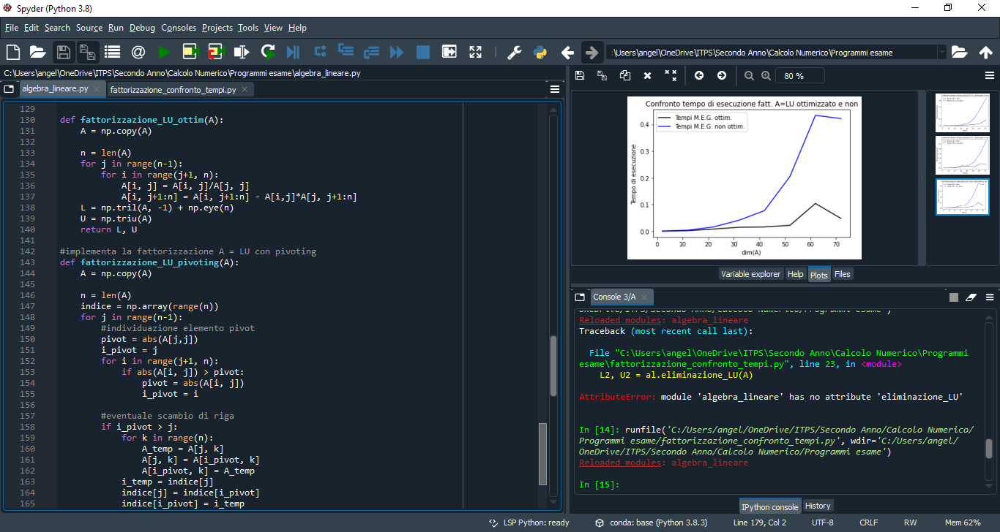 Spyder (Python 3.8)
File Edit Search Source Run Debug Consoles Projects Tools View Help
:\Users\angel\OneDrive\ITPS\Secondo Anno\Calcolo Numerico\Programmi esame
C:\Users\angel\OneDrive\ITPS\Secondo Anno\Calcolo Numerico\Programmi esame\algebra_lineare.py
algebra_lineare.py
fattorizzazione_confronto_tempi.py
129
130 def fattorizzazione_LU_ottim(A):
131 A = np.copy(A)
132
133 n = len(A)
134 for j in range(n-1):
135 for i in range(j+1, n):
136 A[i, j] = A[i, j]/A[j, j]
137 A[i, j+1:n] = A[i, j+1:n] - A[i,j]*A[j, j+1:n]
138 L = np.tril(A, -1) + np.eye(n)
139 U = np.triu(A)
140 return L, U
141
142 #implementa la fattorizzazione A = LU con pivoting
143 def fattorizzazione_LU_pivoting(A):
144 A = np.copy(A)
145
146 n = len(A)
147 indice = np.array(range(n))
148 for j in range(n-1):
149 #individuazione elemento pivot
150 pivot = abs(A[j,j])
151 i_pivot = j
152 for i in range(j+1, n):
153 if abs(A[i, j]) > pivot:
154 pivot = abs(A[i, j])
155 i_pivot = i
156
157 #eventuale scambio di riga
158 if i_pivot > j:
159 for k in range(n):
160 A_temp = A[j, k]
161 A[j, k] = A[i_pivot, k]
162 A[i_pivot, k] = A_temp
163 i_temp = indice[j]
164 indice[j] = indice[i_pivot]
165 indice[i_pivot] = i_temp
80 %
Confronto tempo di esecuzione fatt. A=LU ottimizzato e non
Tempi M.E.G. ottim.
Tempi M.E.G. non ottim.
Tempo di esecuzione
0.4
0.3
0.2
0.1
0.0
0 10 20 30 40 50 60 70
dim(A)
Variable explorer Help Plots Files
Console 3/A
OneDrive/ITPS/Secondo Anno/Calcolo Numerico/Programmi esame')
Reloaded modules: algebra_lineare
Traceback (most recent call last):
File "C:\Users\angel\OneDrive\ITPS\Secondo Anno\Calcolo Numerico\Programmi
esame\fattorizzazione_confronto_tempi.py", line 23, in <module>
L2, U2 = al.eliminazione_LU(A)
AttributeError: module 'algebra_lineare' has no attribute 'eliminazione_LU'
In [14]: runfile('C:/Users/angel/OneDrive/ITPS/Secondo Anno/Calcolo Numerico/
Programmi esame/fattorizzazione_confronto_tempi.py', wdir='C:/Users/angel/
OneDrive/ITPS/Secondo Anno/Calcolo Numerico/Programmi esame')
Reloaded modules: algebra_lineare
In [15]:
IPython console History
LSP Python: ready conda: base (Python 3.8.3) Line 179, Col 2 UTF-8 CRLF RW Mem 62%